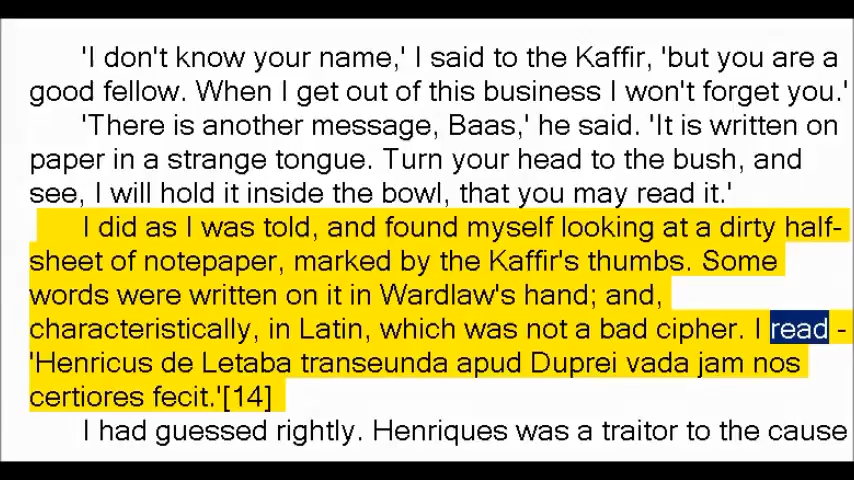 'I don't know your name,' I said to the Kaffir, 'but you are a
good fellow. When I get out of this business I won't forget you.'
'There is another message, Baas,' he said. 'It is written on
paper in a strange tongue. Turn your head to the bush, and
see, I will hold it inside the bowl, that you may read it.'
I did as I was told, and found myself looking at a dirty half-
sheet of notepaper, marked by the Kaffir's thumbs. Some
words were written on it in Wardlaw's hand; and,
characteristically, in Latin, which was not a bad cipher. I read -
'Henricus de Letaba transeunda apud Duprei vada jam nos
certiores fecit.'[14]
I had guessed rightly. Henriques was a traitor to the cause